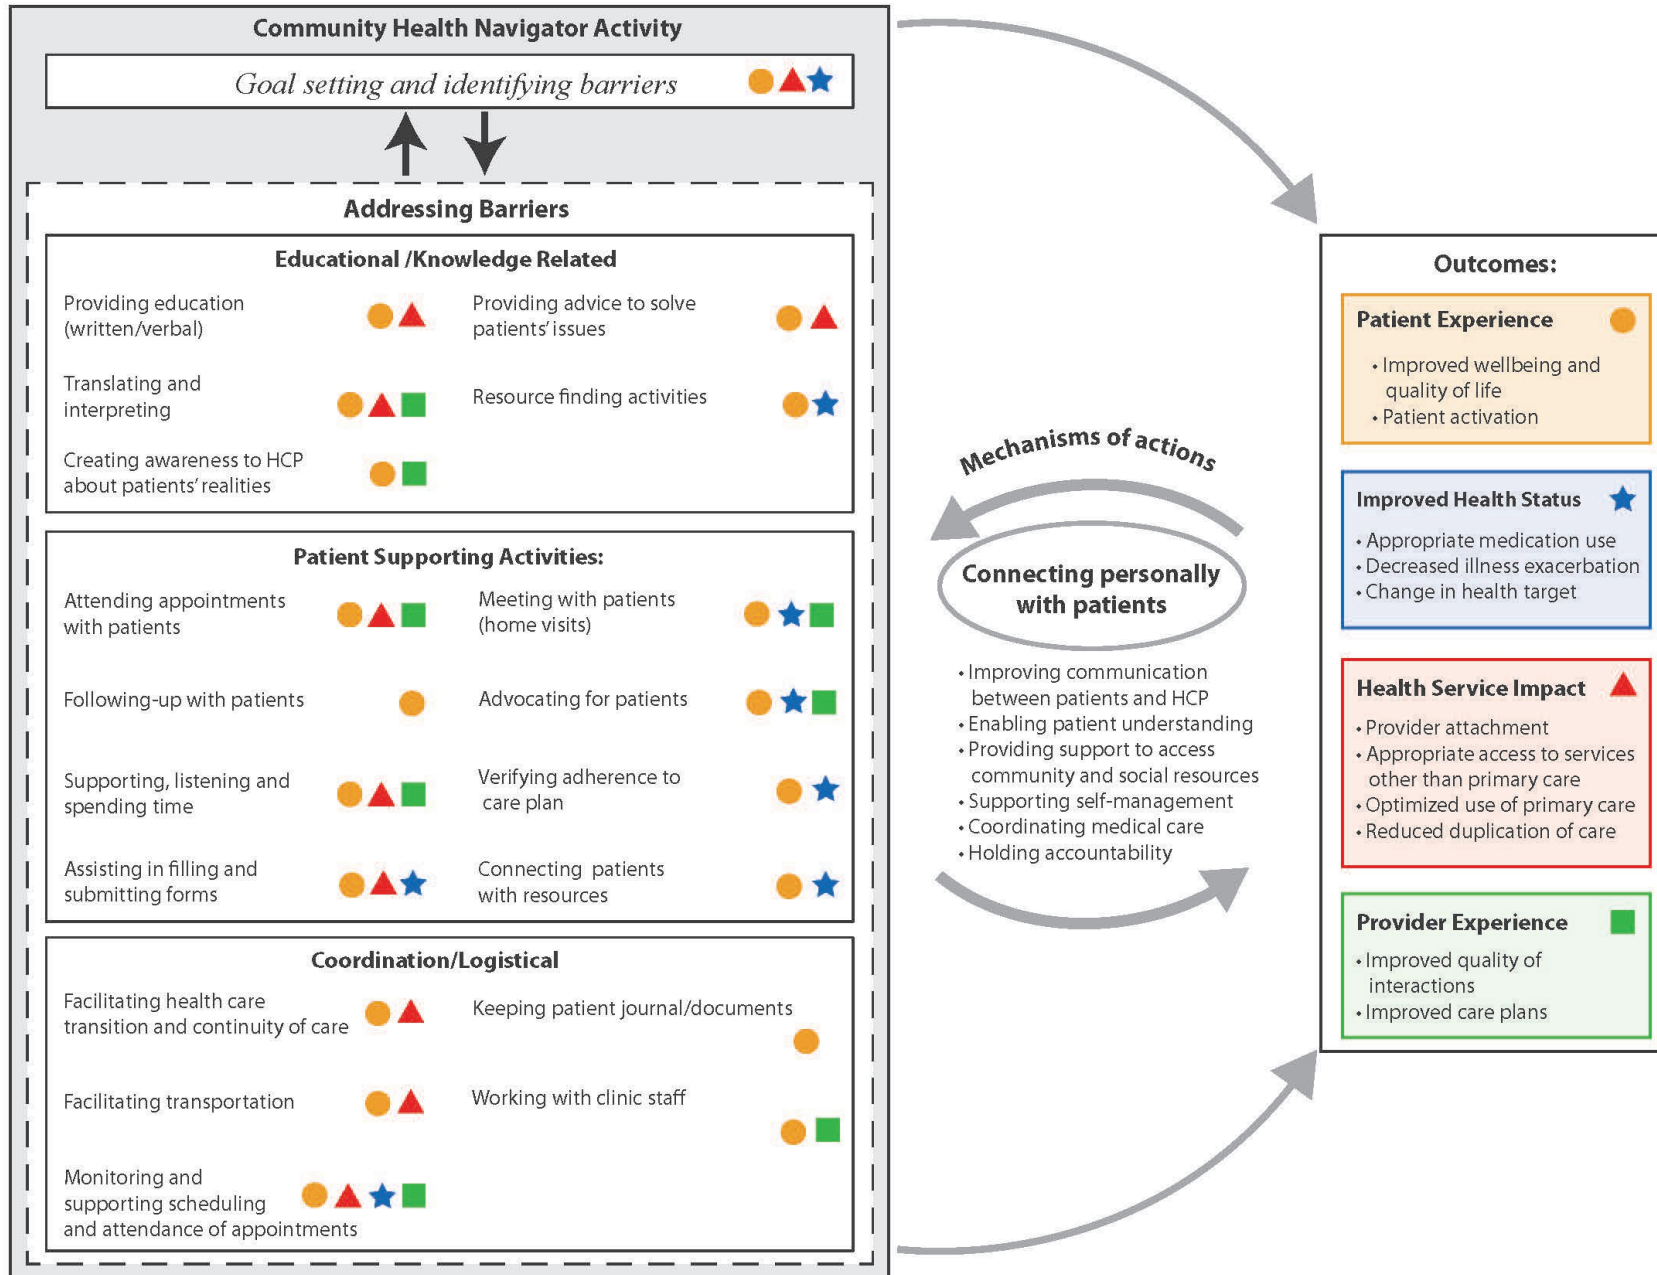 Community Health Navigator Activity
Goal setting and identifying barriers
Addressing Barriers
Educational /Knowledge Related
Providing education
(written/verbal)
Providing advice to solve
patients' issues
Translating and
interpreting
Resource finding activities
Creating awareness to HCP
about patients' realities
Patient Supporting Activities:
Attending appointments
with patients
Meeting with patients
(home visits)
Following-up with patients
Advocating for patients
Supporting, listening and
spending time
Verifying adherence to
care plan
Assisting in filling and
submitting forms
Connecting patients
with resources
Coordination/Logistical
Facilitating health care
transition and continuity of care
Keeping patient journal/documents
Facilitating transportation
Working with clinic staff
Monitoring and
supporting scheduling
and attendance of appointments
Mechanisms of actions
Connecting personally
with patients
• Improving communication
between patients and HCP
• Enabling patient understanding
• Providing support to access
community and social resources
• Supporting self-management
• Coordinating medical care
• Holding accountability
Outcomes:
Patient Experience
• Improved wellbeing and
quality of life
• Patient activation
Improved Health Status
• Appropriate medication use
• Decreased illness exacerbation
• Change in health target
Health Service Impact
• Provider attachment
• Appropriate access to services
other than primary care
• Optimized use of primary care
• Reduced duplication of care
Provider Experience
• Improved quality of
interactions
• Improved care plans